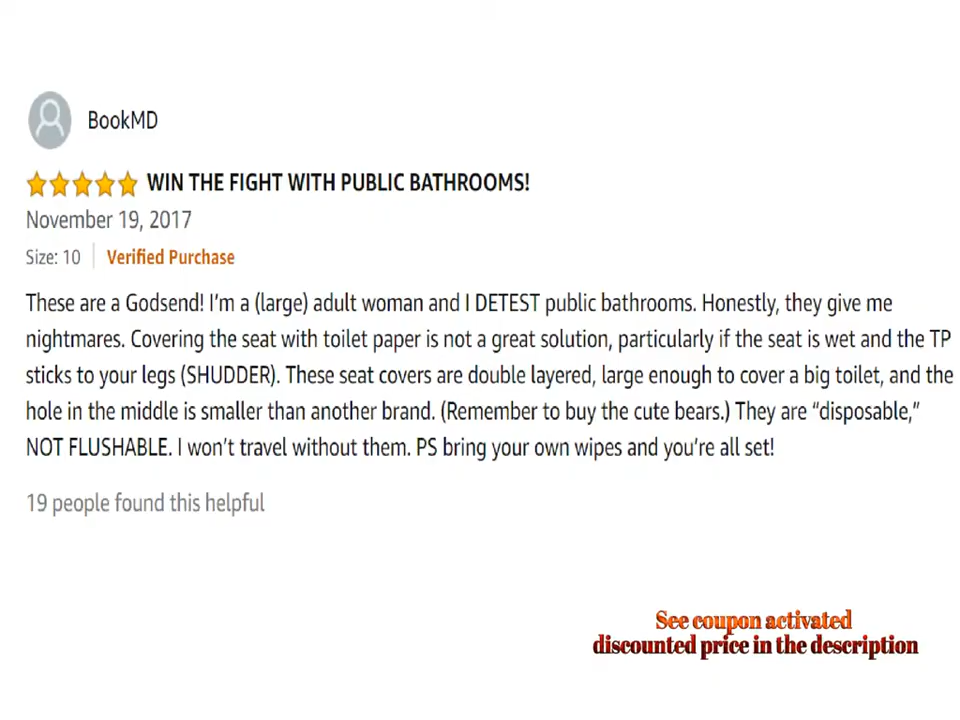 BookMD
WIN THE FIGHT WITH PUBLIC BATHROOMS!
November 19, 2017
Size: 10 | Verified Purchase
These are a Godsend! I'm a (large) adult woman and I DETEST public bathrooms. Honestly, they give me
nightmares. Covering the seat with toilet paper is not a great solution, particularly if the seat is wet and the TP
sticks to your legs (SHUDDER). These seat covers are double layered, large enough to cover a big toilet, and the
hole in the middle is smaller than another brand. (Remember to buy the cute bears.) They are “disposable,”
NOT FLUSHABLE. I won't travel without them. PS bring your own wipes and you're all set!
19 people found this helpful
See coupon activated
discounted price in the description